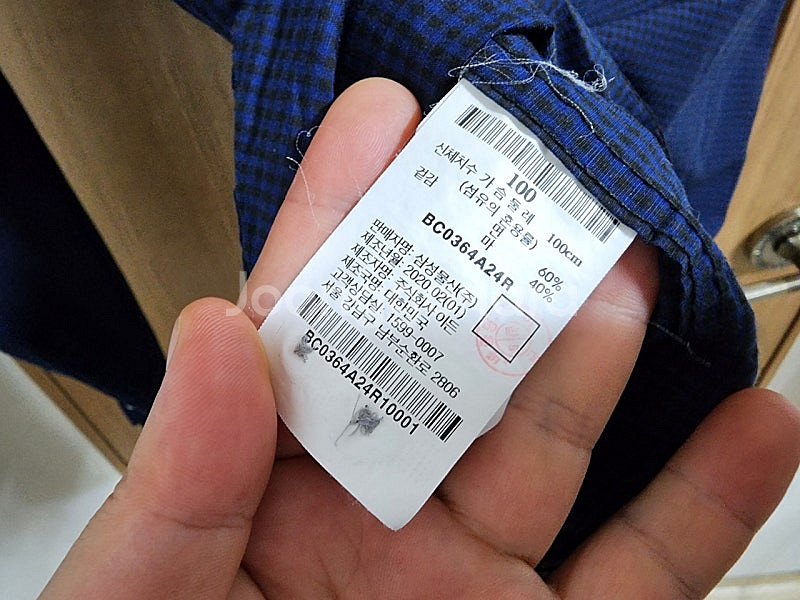 100
신체치수 가슴둘레 100cm
겉감 (섬유의 혼용율)
면 60%
마 40%
BC0364A24R
판매자명: 삼성물산(주)
제조년월: 2020.02(01)
제조자명: 주식회사 이드
제조국명: 대한민국
고객상담실: 1599-0007
서울 강남구 남부순환로 2806
BC0364A24R10001